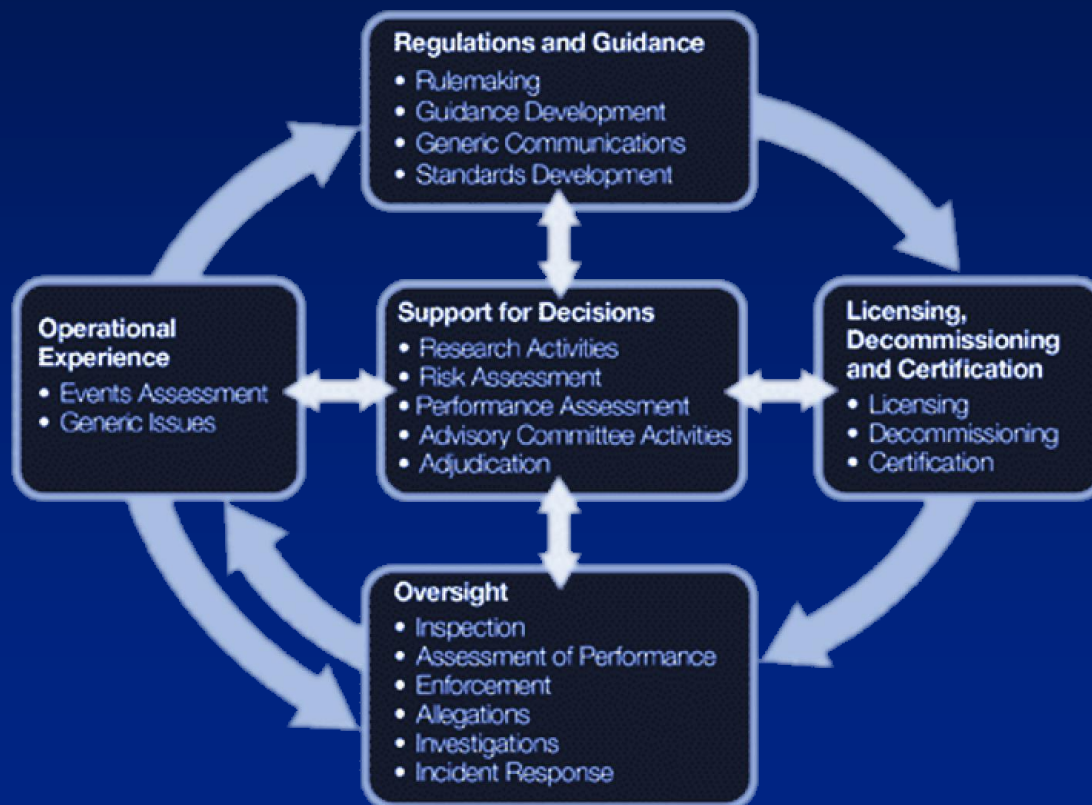 Regulations and Guidance
• Rulemaking
• Guidance Development
• Generic Communications
• Standards Development
Operational
Experience
• Events Assessment
• Generic Issues
Support for Decisions
• Research Activities
• Risk Assessment
• Performance Assessment
• Advisory Committee Activities
• Adjudication
Licensing,
Decommissioning
and Certification
• Licensing
• Decommissioning
• Certification
Oversight
• Inspection
• Assessment of Performance
• Enforcement
• Allegations
• Investigations
• Incident Response